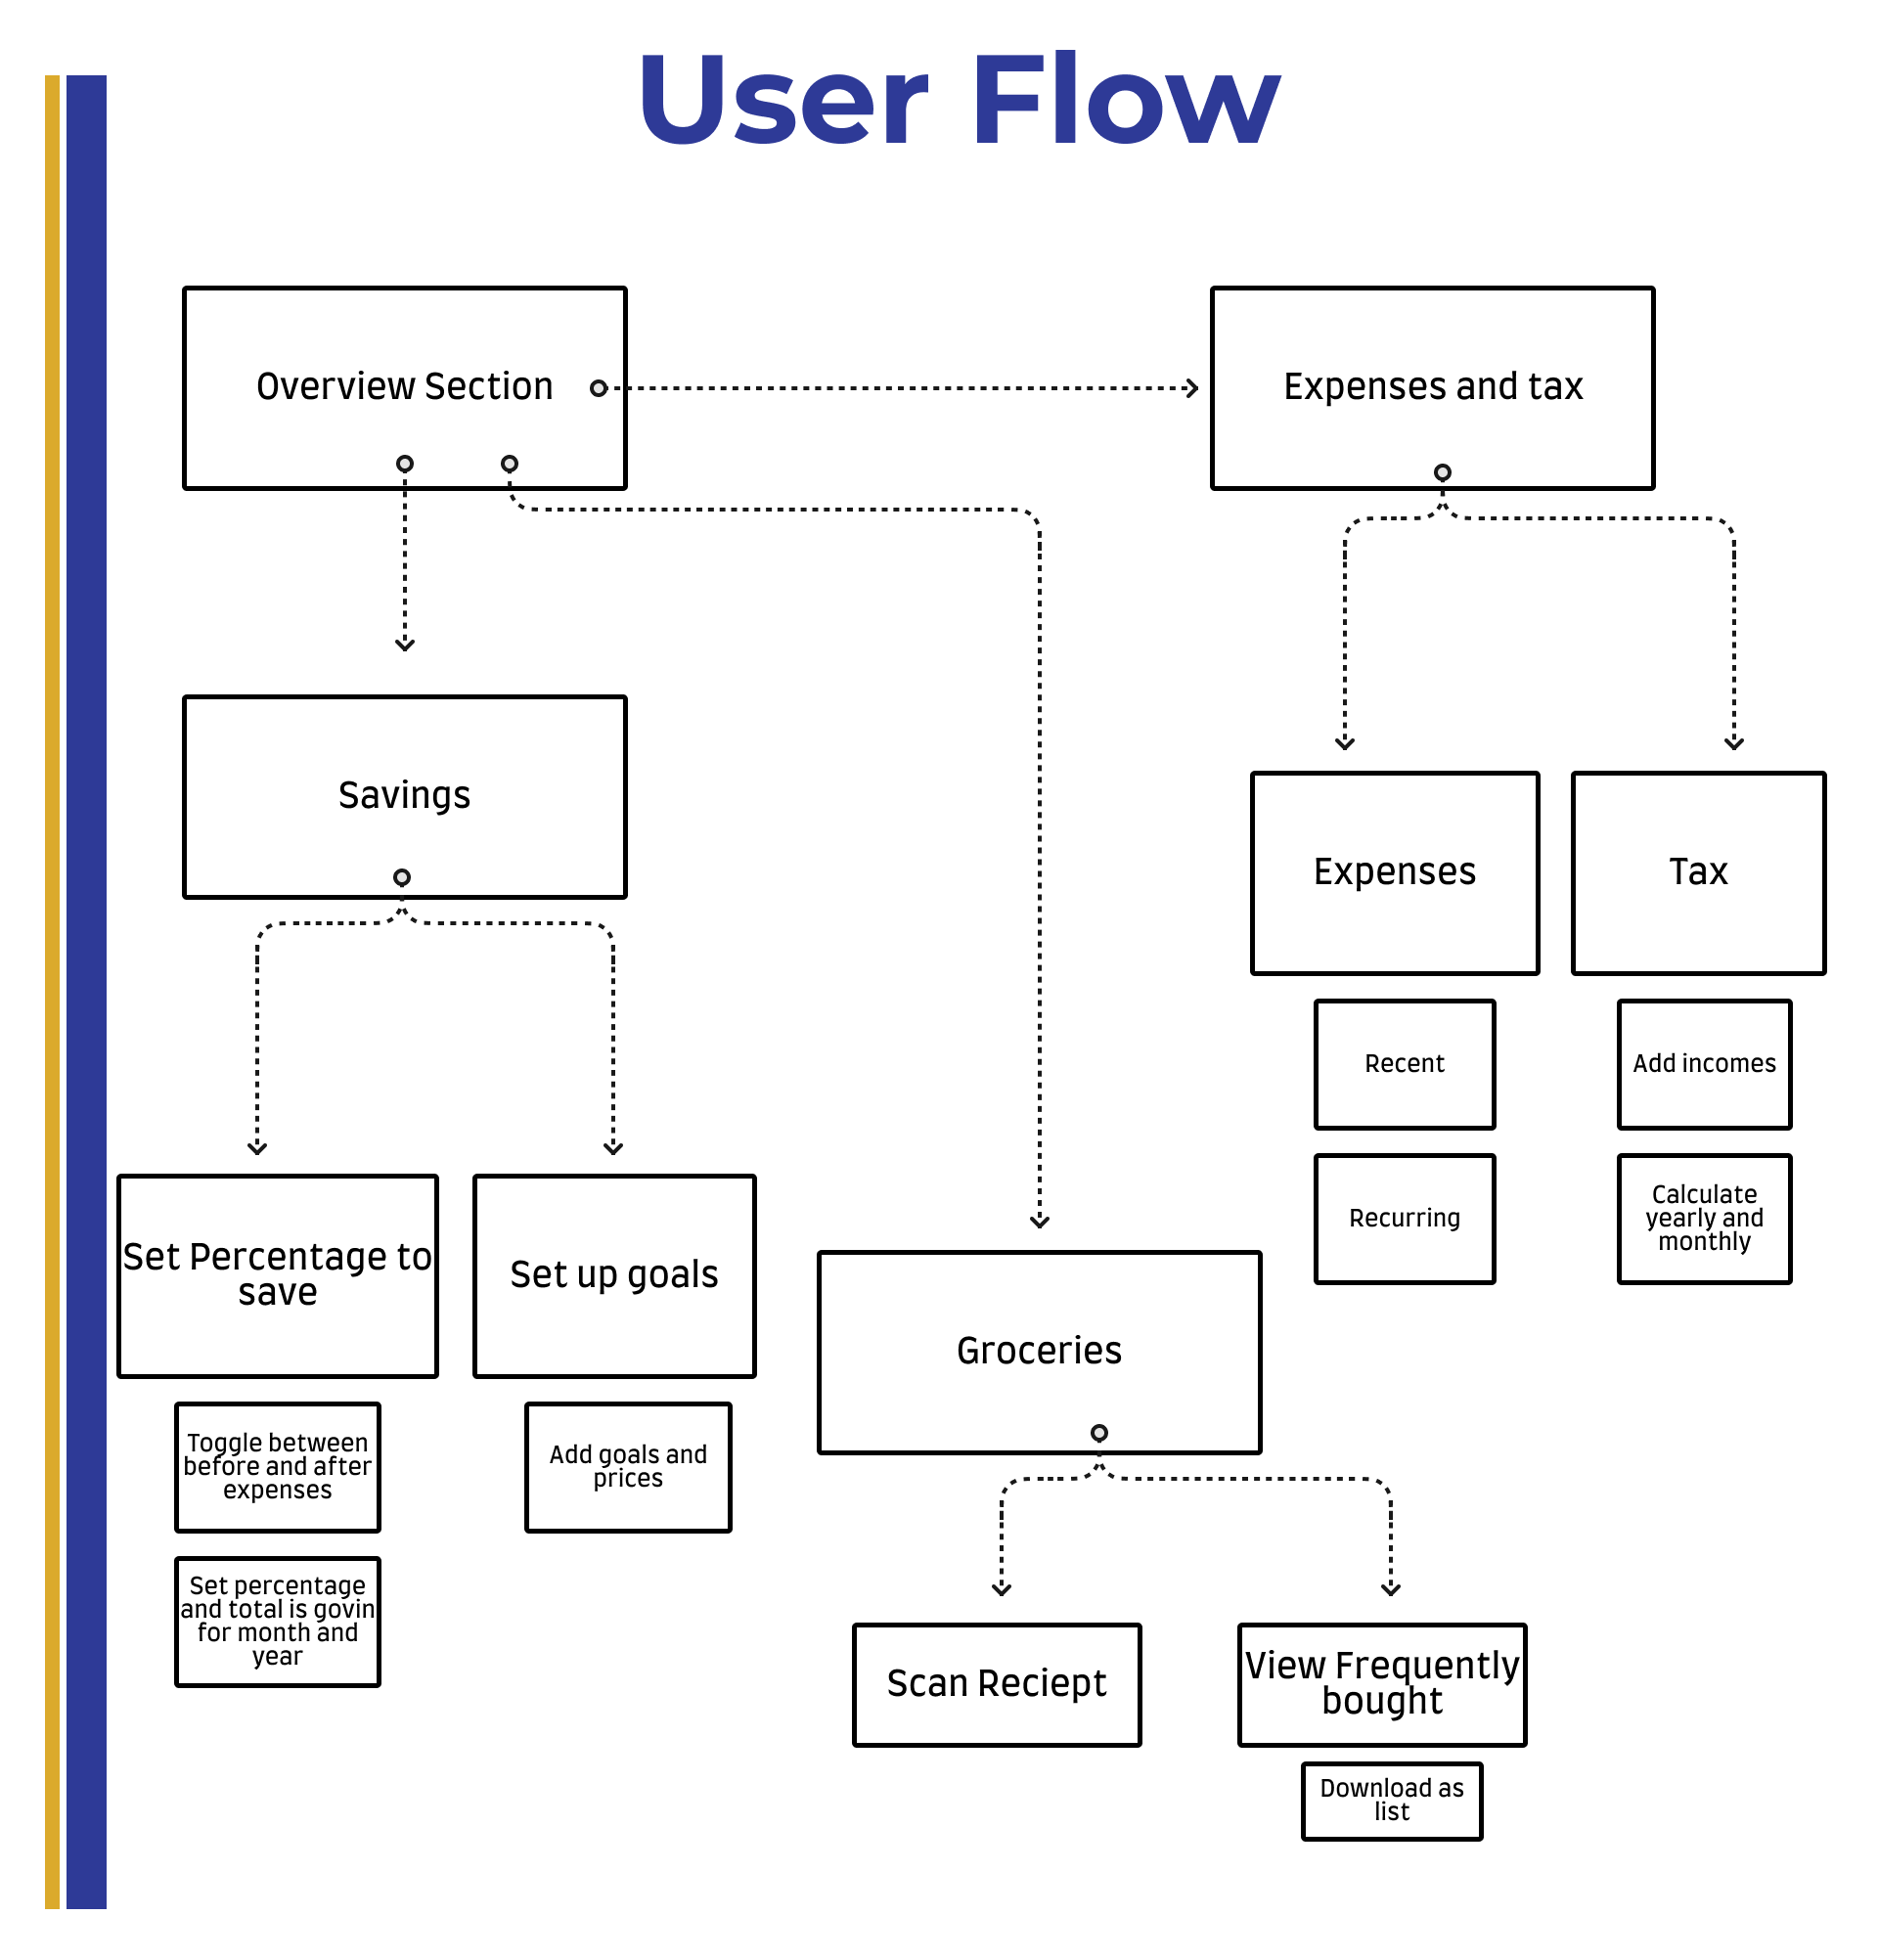 User Flow
Overview Section
Expenses and tax
Savings
Expenses
Tax
Recent
Add incomes
Recurring
Calculate
yearly and
monthly
Set Percentage to
save
Set up goals
Groceries
Toggle between
before and after
expenses
Add goals and
prices
Set percentage
and total is govin
for month and
year
Scan Reciept
View Frequently
bought
Download as
list